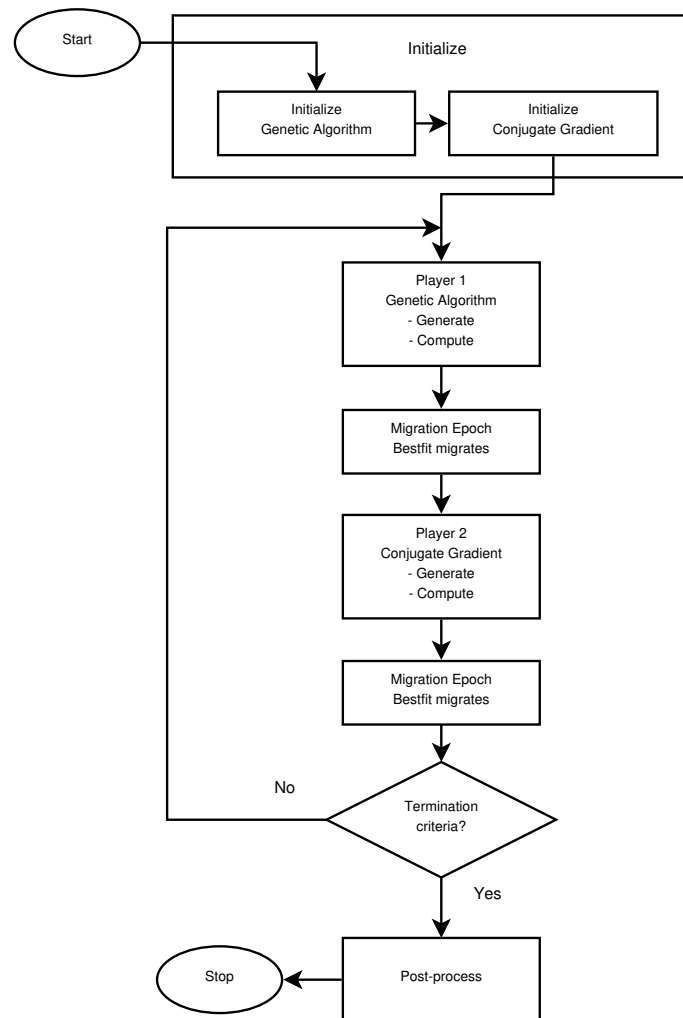 Start
Initialize
Initialize
Genetic Algorithm
Initialize
Conjugate Gradient
Player 1
Genetic Algorithm
- Generate
- Compute
Migration Epoch
Bestfit migrates
Player 2
Conjugate Gradient
- Generate
- Compute
Migration Epoch
Bestfit migrates
No
Termination
criteria?
Yes
Stop
Post-process